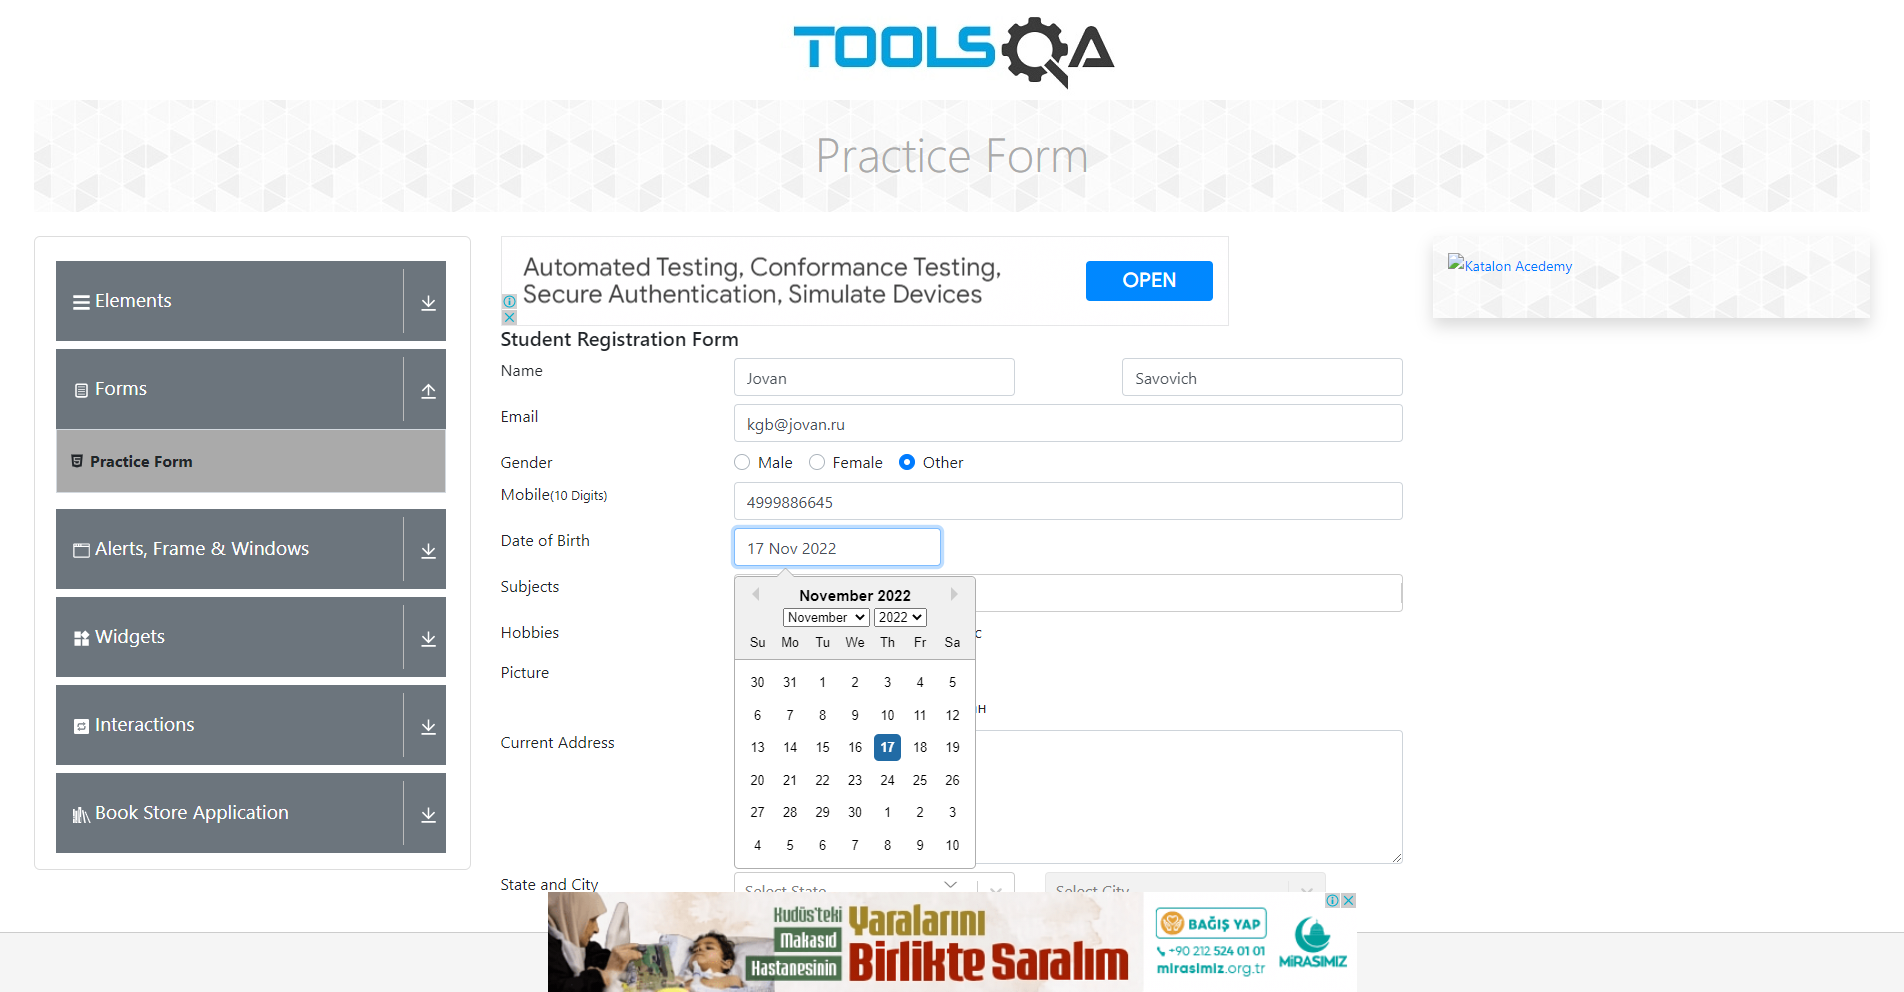 TOOLSQA
Practice Form
Elements
Forms
Practice Form
Alerts, Frame & Windows
Widgets
Interactions
Book Store Application
Automated Testing, Conformance Testing,
Secure Authentication, Simulate Devices
OPEN
Katalon Acedemy
Student Registration Form
Name
Jovan
Savovich
Email
kgb@jovan.ru
Gender
Male
Female
Other
Mobile(10 Digits)
4999886645
Date of Birth
17 Nov 2022
November 2022
November
2022
Su Mo Tu We Th Fr Sa
30 31 1 2 3 4 5
6 7 8 9 10 11 12
13 14 15 16 17 18 19
20 21 22 23 24 25 26
27 28 29 30 1 2 3
4 5 6 7 8 9 10
Subjects
Hobbies
c
Picture
н
Current Address
State and City
Select State
Select City
Kudüs'teki
Makasıd
Hastanesinin
Yaralarını
Birlikte Saralım
BAĞIŞ YAP
+90 212 524 01 01
mirasimiz.org.tr
MİRASIMIZ